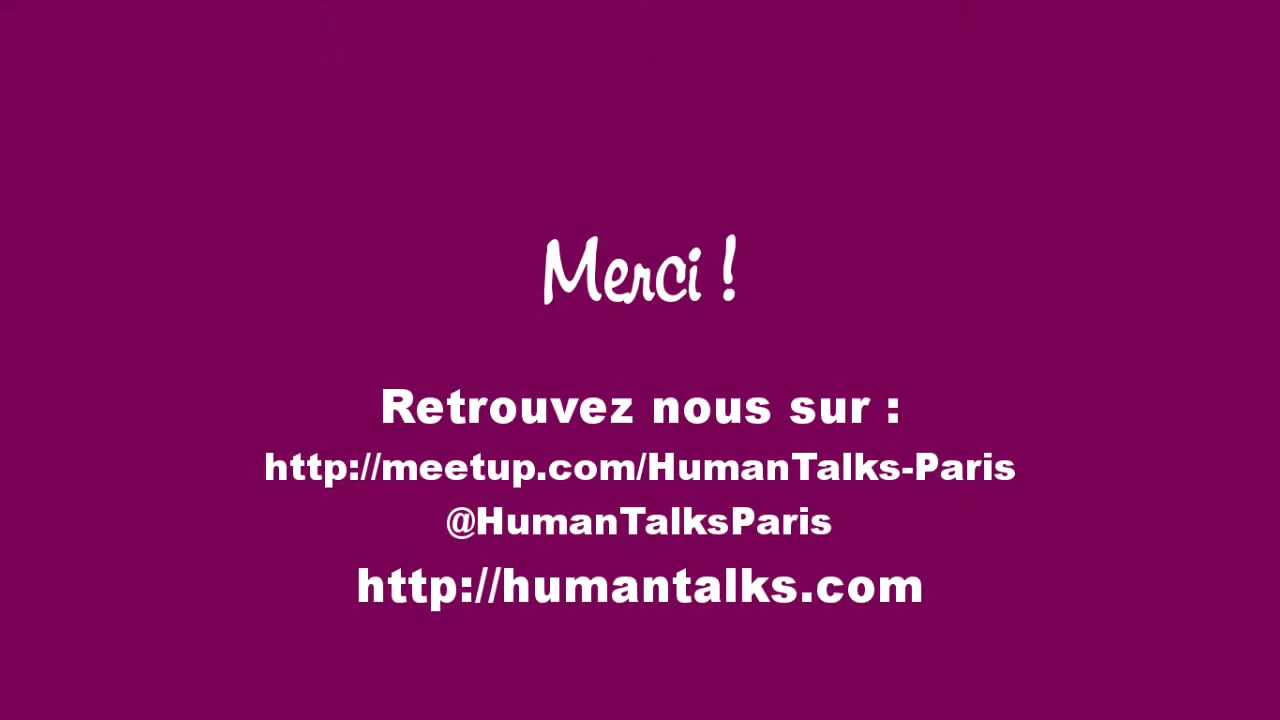 Merci !
Retrouvez nous sur :
http://meetup.com/HumanTalks-Paris
@HumanTalksParis
http://humantalks.com